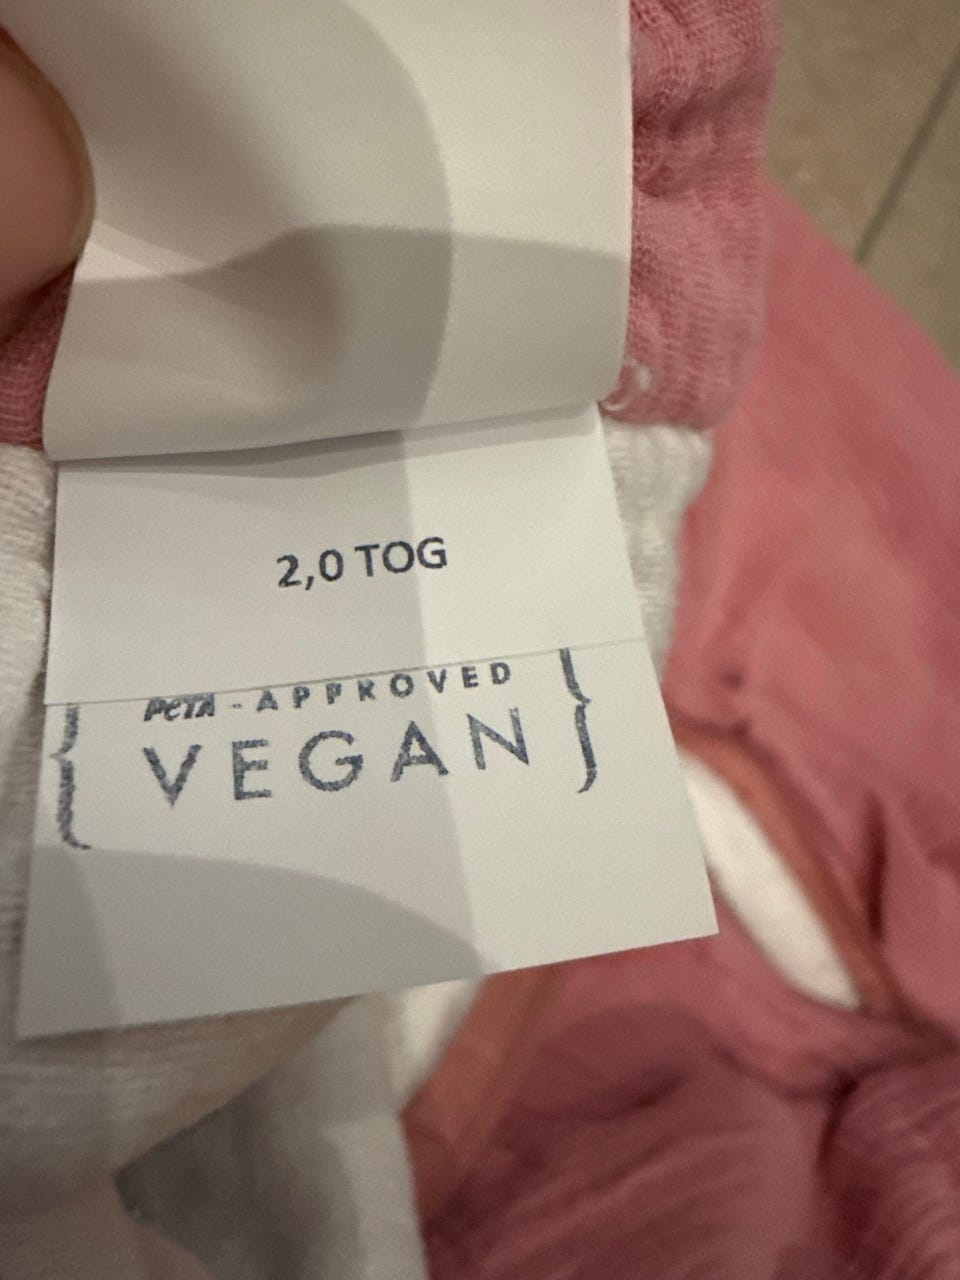 2,0 TOG
PeTA - APPROVED
VEGAN